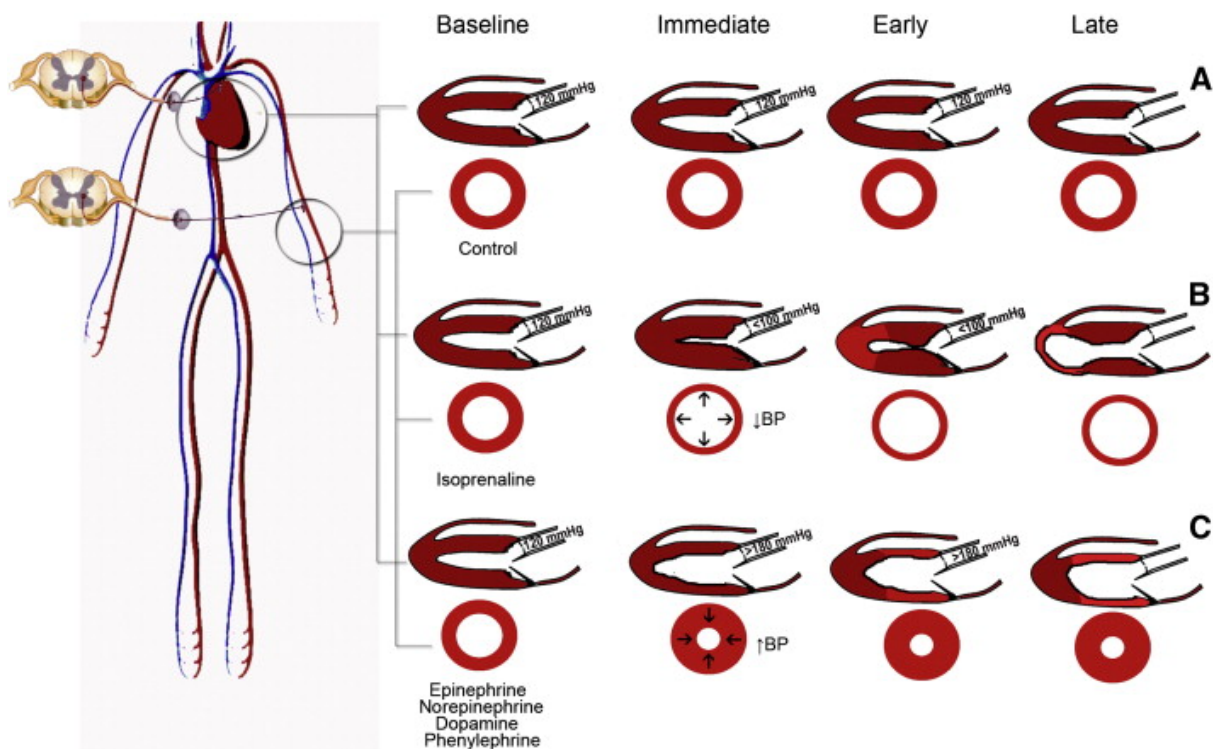 Baseline Immediate Early Late
A
120 mmHg 120 mmHg 120 mmHg
Control
B
120 mmHg <100 mmHg <100 mmHg
↓BP
Isoprenaline
C
120 mmHg >180 mmHg >180 mmHg
↑BP
Epinephrine
Norepinephrine
Dopamine
Phenylephrine